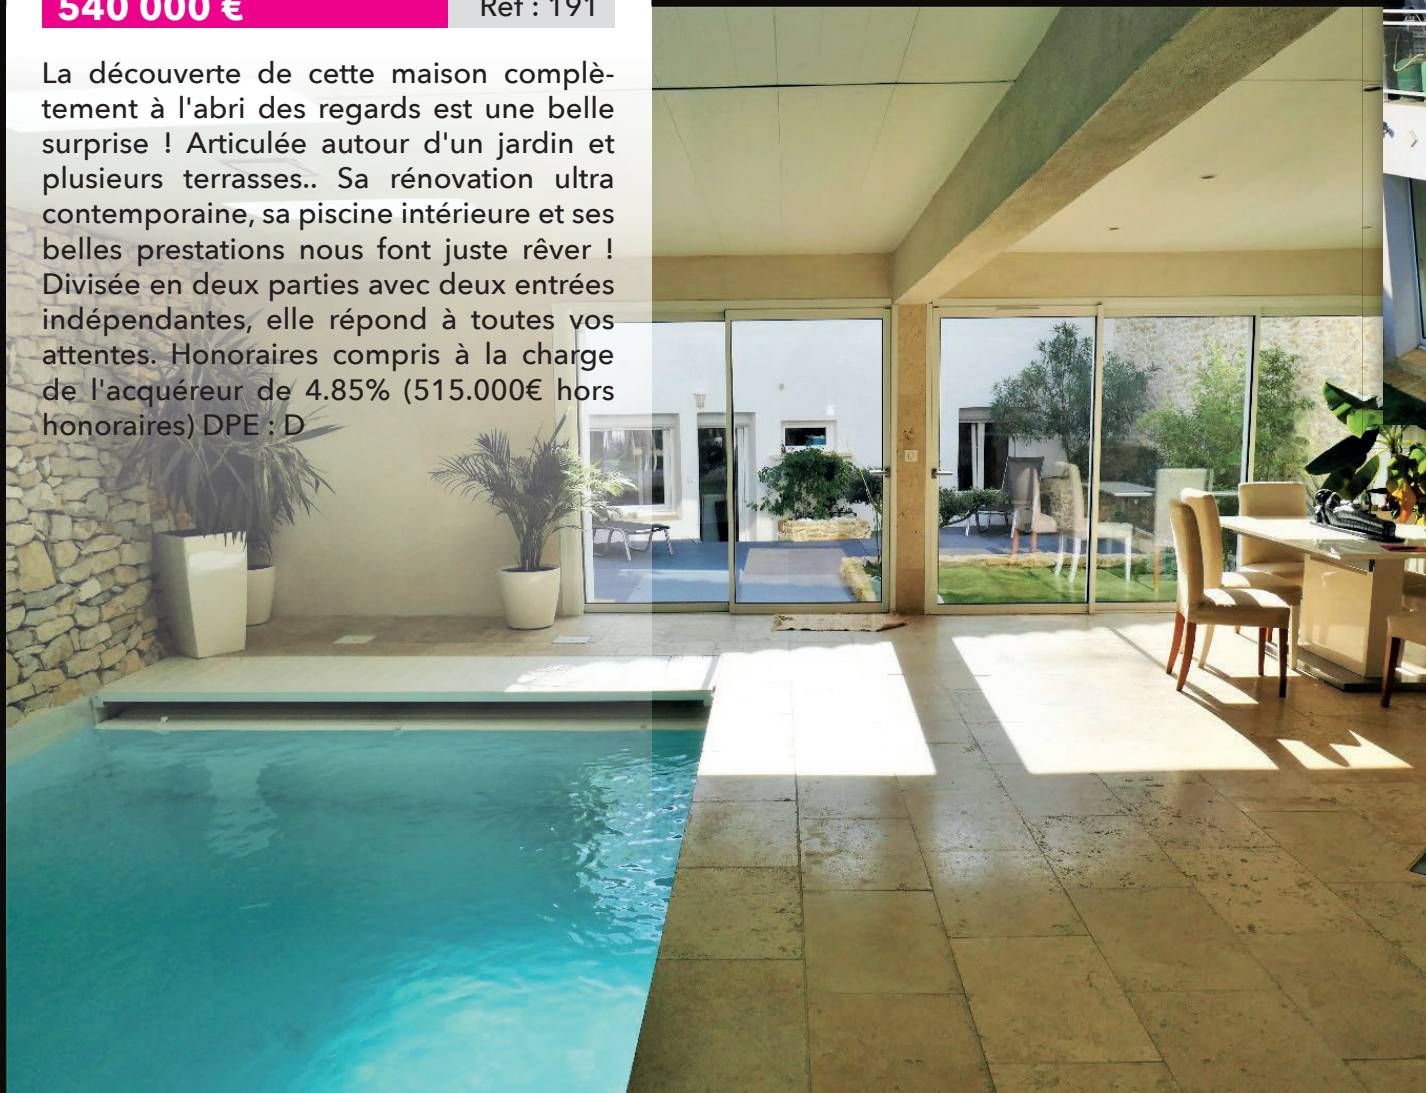 540 000 €
Réf : 191
La découverte de cette maison complè-
tement à l'abri des regards est une belle
surprise ! Articulée autour d'un jardin et
plusieurs terrasses.. Sa rénovation ultra
contemporaine, sa piscine intérieure et ses
belles prestations nous font juste rêver !
Divisée en deux parties avec deux entrées
indépendantes, elle répond à toutes vos
attentes. Honoraires compris à la charge
de l'acquéreur de 4.85% (515.000€ hors
honoraires) DPE : D